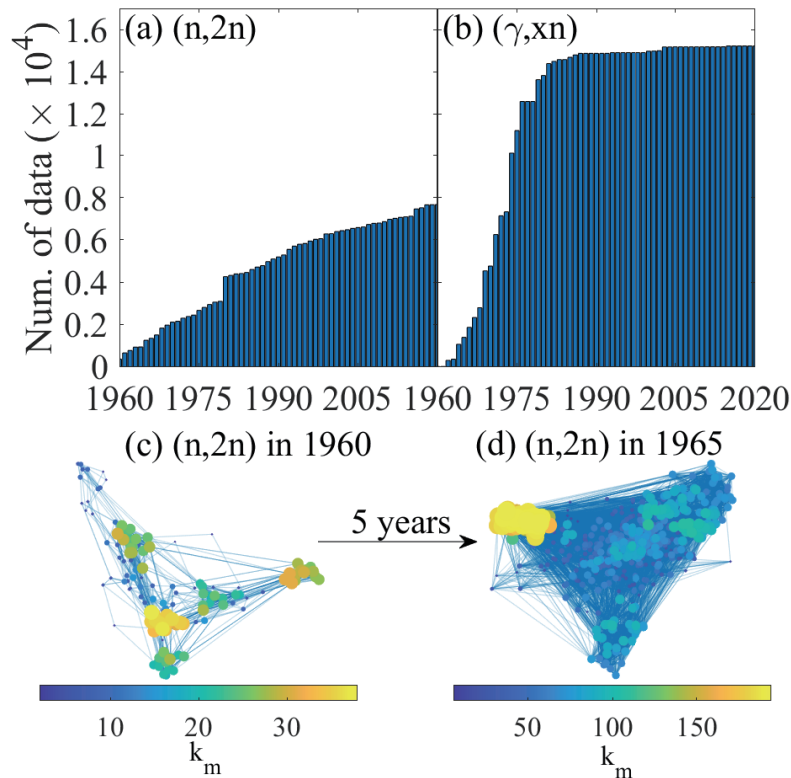 (a) (n,2n)
(b) (γ,xn)
Num. of data (× 10⁴)
1.6
1.4
1.2
1
0.8
0.6
0.4
0.2
0
1960 1975 1990 2005 1960 1975 1990 2005 2020
(c) (n,2n) in 1960
(d) (n,2n) in 1965
5 years
10 20 30
k_m
50 100 150
k_m